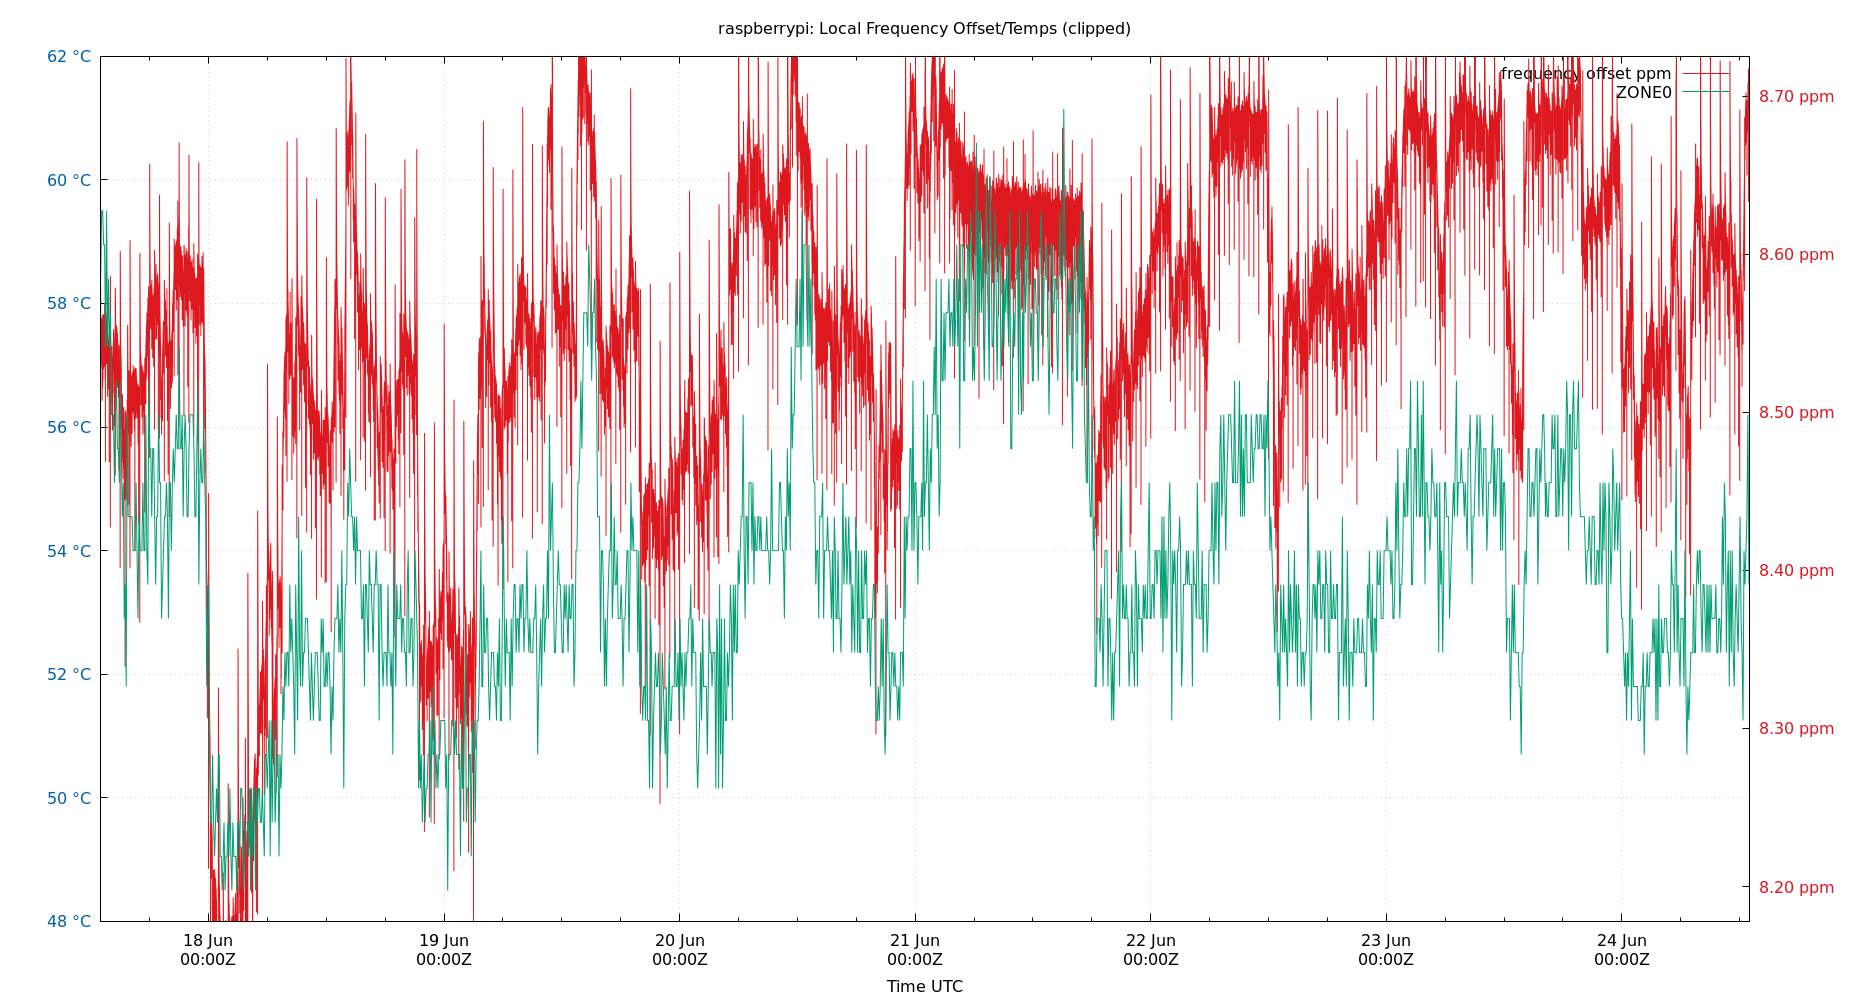 raspberrypi: Local Frequency Offset/Temps (clipped)
62 °C
60 °C
58 °C
56 °C
54 °C
52 °C
50 °C
48 °C
frequency offset ppm
ZONE0
8.70 ppm
8.60 ppm
8.50 ppm
8.40 ppm
8.30 ppm
8.20 ppm
18 Jun
00:00Z
19 Jun
00:00Z
20 Jun
00:00Z
21 Jun
00:00Z
22 Jun
00:00Z
23 Jun
00:00Z
24 Jun
00:00Z
Time UTC